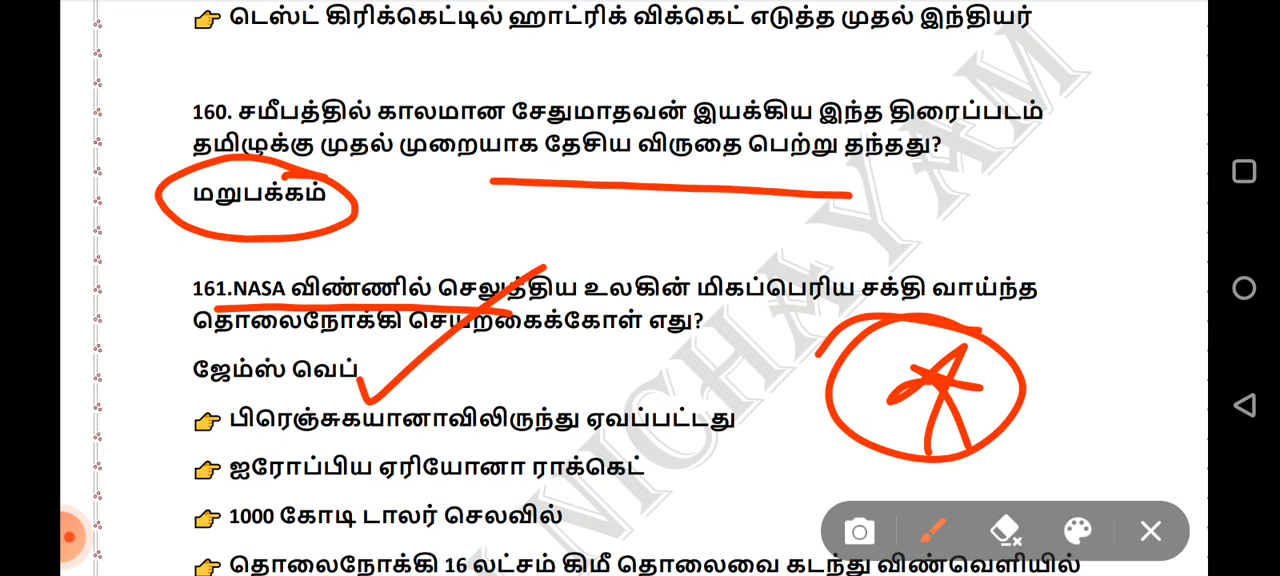 டெஸ்ட் கிரிக்கெட்டில் ஹாட்ரிக் விக்கெட் எடுத்த முதல் இந்தியர்
160. சமீபத்தில் காலமான சேதுமாதவன் இயக்கிய இந்த திரைப்படம்
தமிழுக்கு முதல் முறையாக தேசிய விருதை பெற்று தந்தது?
மறுபக்கம்
161.NASA விண்ணில் செலுத்திய உலகின் மிகப்பெரிய சக்தி வாய்ந்த
தொலைநோக்கி செயற்கைக்கோள் எது?
ஜேம்ஸ் வெப்
பிரெஞ்சுகயானாவிலிருந்து ஏவப்பட்டது
ஐரோப்பிய ஏரியோனா ராக்கெட்
1000 கோடி டாலர் செலவில்
தொலைநோக்கி 16 லட்சம் கிமீ தொலைவை கடந்து விண்வெளியில்
NICHAYAM